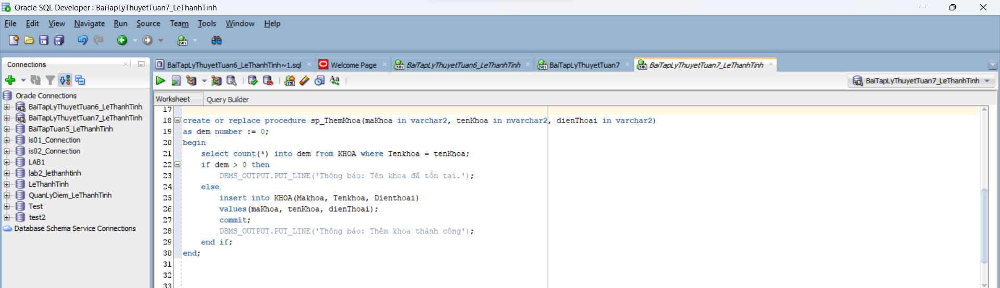 Oracle SQL Developer : BaiTapLyThuyetTuan7_LeThanhTinh
File Edit View Navigate Run Source Team Tools Window Help
Connections
BaiTapLyThuyetTuan6_LeThanhTinh~1.sql
Welcome Page
BaiTapLyThuyetTuan6_LeThanhTinh
BaiTapLyThuyetTuan7
BaiTapLyThuyetTuan7_LeThanhTinh
BaiTapLyThuyetTuan7_LeThanhTinh
Oracle Connections
BaiTapLyThuyetTuan6_LeThanhTinh
BaiTapLyThuyetTuan7_LeThanhTinh
BaiTapTuan5_LeThanhTinh
is01_Connection
is02_Connection
LAB1
lab2_lethanhtinh
LeThanhTinh
QuanLyDiem_LeThanhTinh
Test
test2
Database Schema Service Connections
Worksheet Query Builder
17
18 create or replace procedure sp_ThemKhoa(maKhoa in varchar2, tenKhoa in nvarchar2, dienThoai in varchar2)
19 as dem number := 0;
20 begin
21 select count(*) into dem from KHOA where Tenkhoa = tenKhoa;
22 if dem > 0 then
23 DBMS_OUTPUT.PUT_LINE('Thông báo: Tên khoa đã tồn tại.');
24 else
25 insert into KHOA(Makhoa, Tenkhoa, Dienthoai)
26 values(maKhoa, tenKhoa, dienThoai);
27 commit;
28 DBMS_OUTPUT.PUT_LINE('Thông báo: Thêm khoa thành công');
29 end if;
30 end;
31
32
33